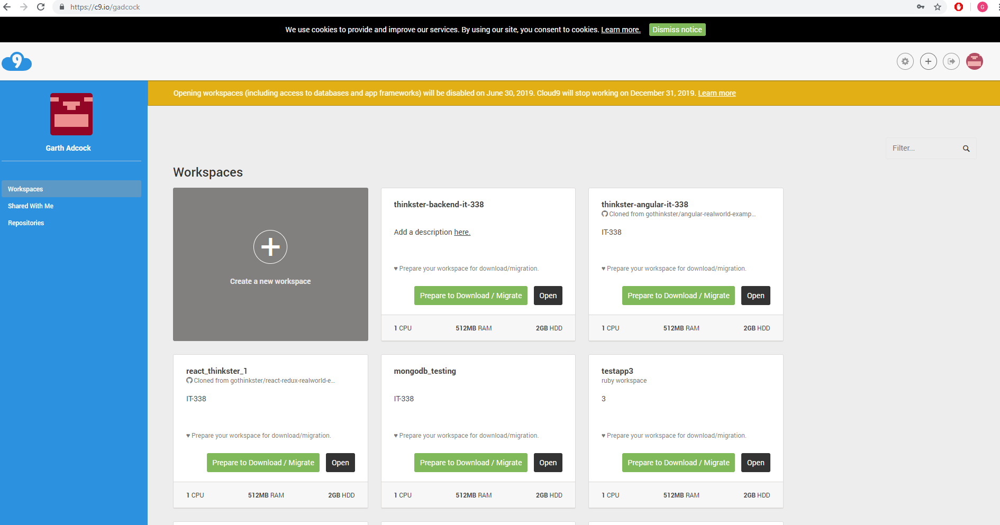 https://c9.io/gadcock
G
We use cookies to provide and improve our services. By using our site, you consent to cookies. Learn more. Dismiss notice
9
Opening workspaces (including access to databases and app frameworks) will be disabled on June 30, 2019. Cloud9 will stop working on December 31, 2019. Learn more
Garth Adcock
Workspaces
Shared With Me
Repositories
Filter...
Workspaces
Create a new workspace
thinkster-backend-it-338
Add a description here.
♥ Prepare your workspace for download/migration.
Prepare to Download / Migrate Open
1 CPU 512MB RAM 2GB HDD
thinkster-angular-it-338
Cloned from gothinkster/angular-realworld-examp...
IT-338
♥ Prepare your workspace for download/migration.
Prepare to Download / Migrate Open
1 CPU 512MB RAM 2GB HDD
react_thinkster_1
Cloned from gothinkster/react-redux-realworld-e...
IT-338
♥ Prepare your workspace for download/migration.
Prepare to Download / Migrate Open
1 CPU 512MB RAM 2GB HDD
mongodb_testing
IT-338
♥ Prepare your workspace for download/migration.
Prepare to Download / Migrate Open
1 CPU 512MB RAM 2GB HDD
testapp3
ruby workspace
3
♥ Prepare your workspace for download/migration.
Prepare to Download / Migrate Open
1 CPU 512MB RAM 2GB HDD